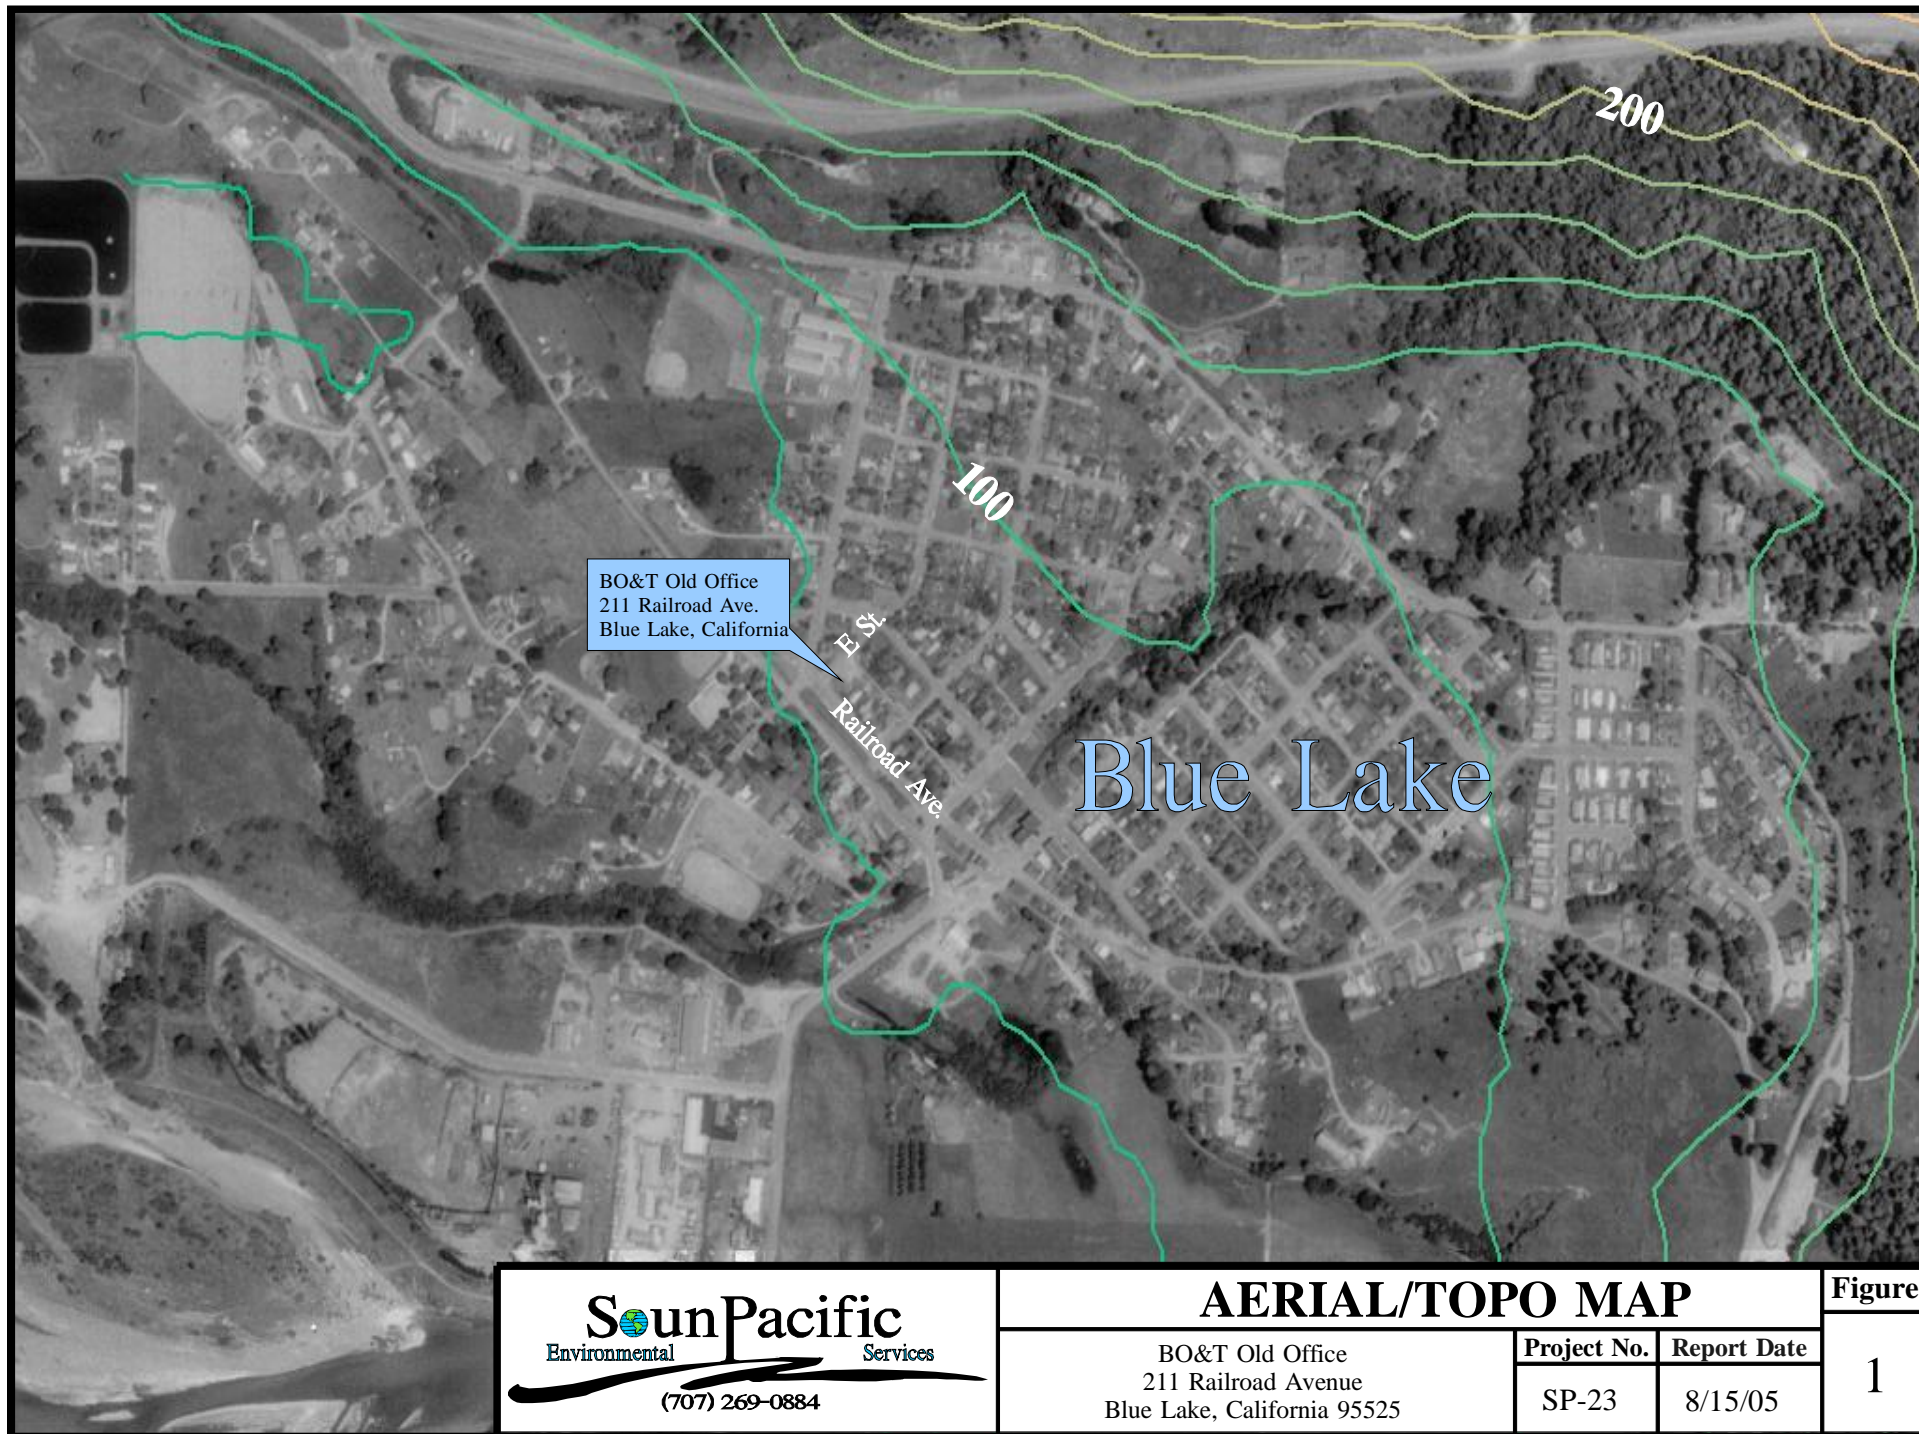 200
100
BO&T Old Office
211 Railroad Ave.
Blue Lake, California
E St.
Railroad Ave.
Blue Lake
SounPacific
Environmental Services
(707) 269-0884
AERIAL/TOPO MAP
BO&T Old Office
211 Railroad Avenue
Blue Lake, California 95525
Project No.
SP-23
Report Date
8/15/05
Figure
1